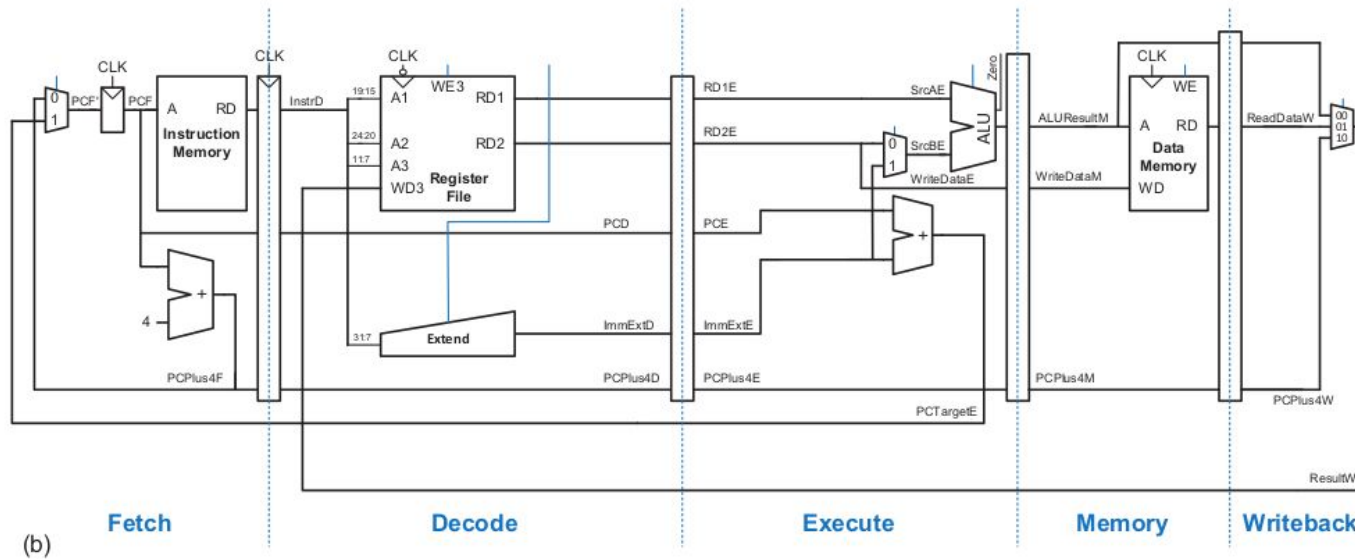 CLK
CLK
CLK
CLK
0
1
PCF'
PCF
A
RD
Instruction
Memory
InstrD
19:15
A1
WE3
RD1
24:20
A2
RD2
11:7
A3
WD3
Register
File
RD1E
RD2E
SrcAE
0
1
SrcBE
ALU
Zero
WriteDataE
ALUResultM
WriteDataM
WE
A
RD
Data
Memory
WD
ReadDataW
00
01
10
PCD
PCE
+
+
4
31:7
Extend
ImmExtD
ImmExtE
PCPlus4F
PCPlus4D
PCPlus4E
PCPlus4M
PCPlus4W
PCTargetE
ResultW
Fetch
Decode
Execute
Memory
Writeback
(b)